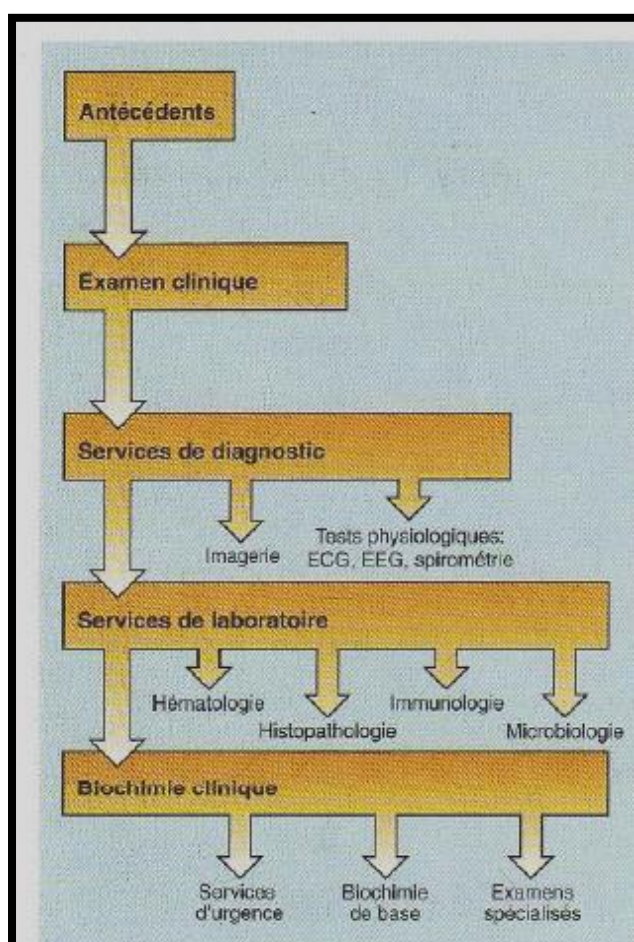 Antécédents
Examen clinique
Services de diagnostic
Imagerie
Tests physiologiques:
ECG, EEG, spirométrie
Services de laboratoire
Hématologie
Immunologie
Histopathologie
Microbiologie
Biochimie clinique
Services
d'urgence
Biochimie
de base
Examens
spécialisés